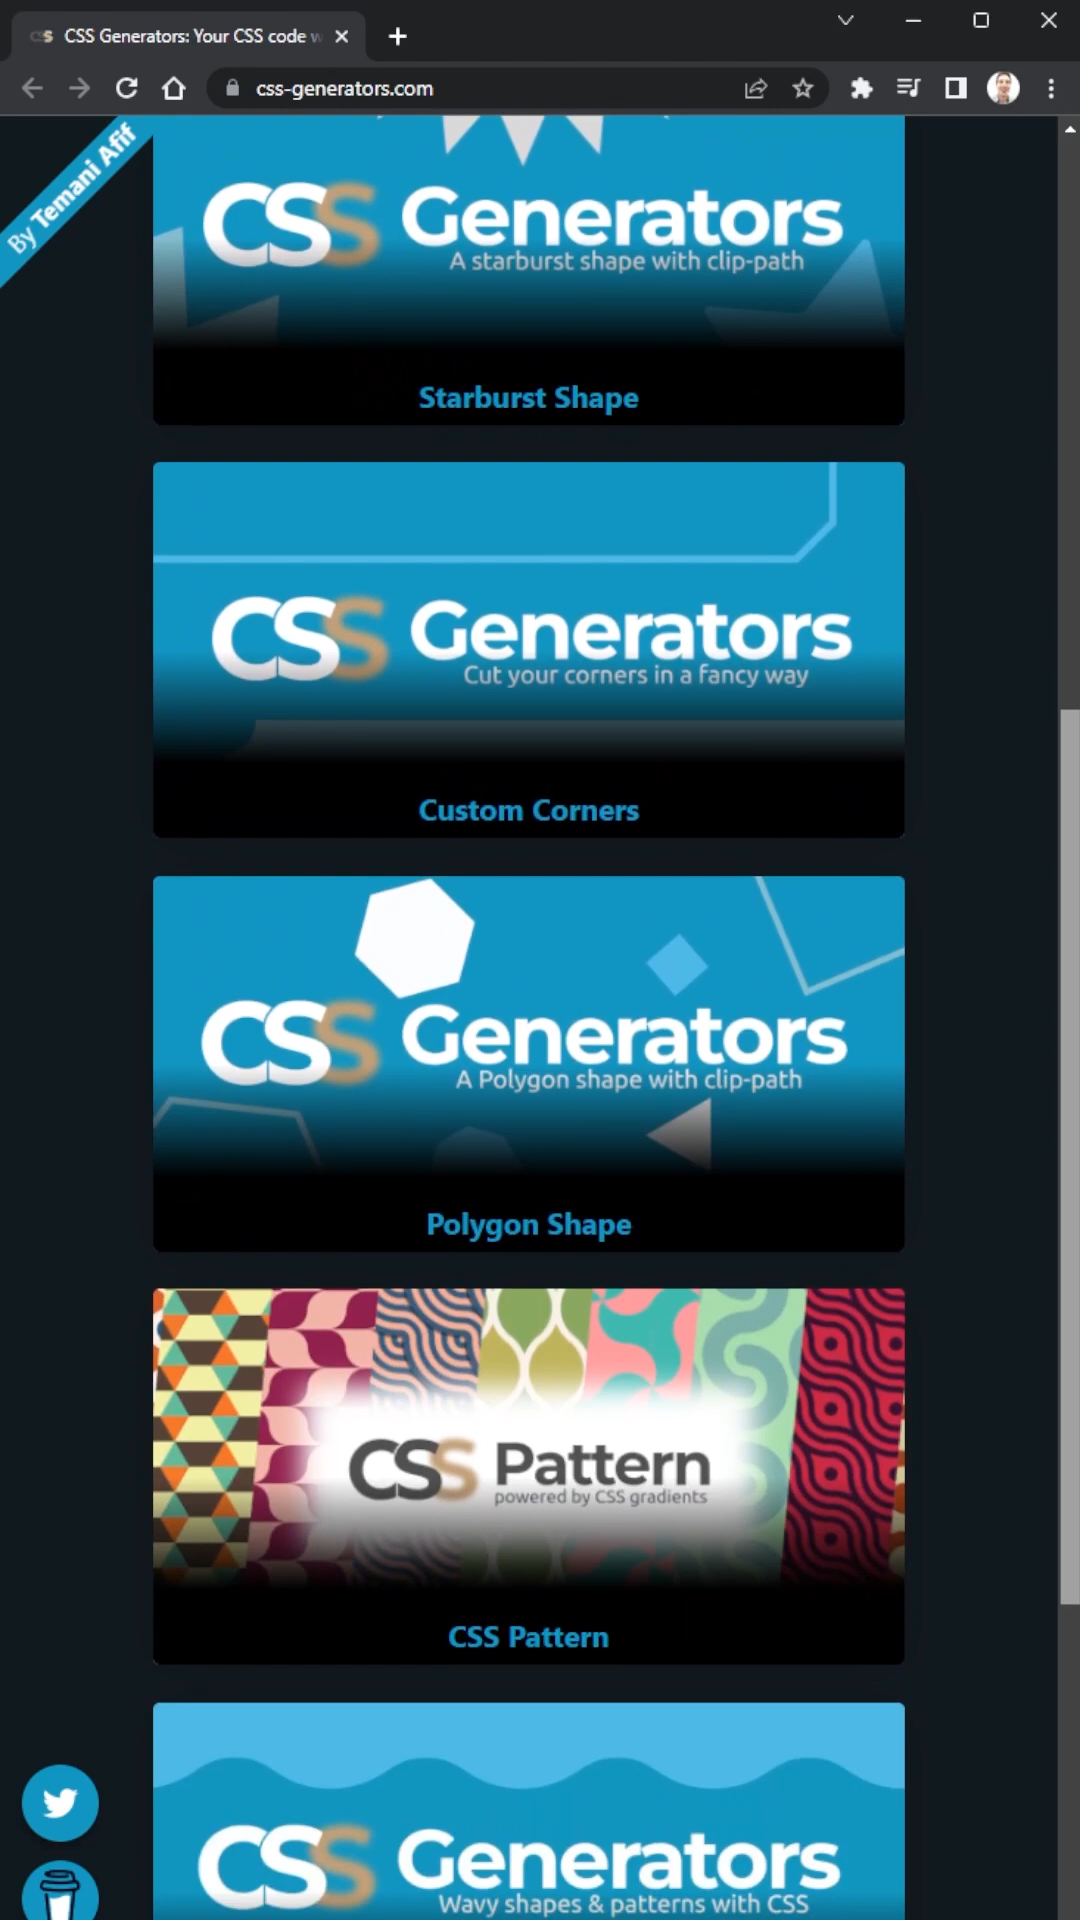 CSS Generators: Your CSS code w
css-generators.com
By Temani Afif
CSS Generators
A starburst shape with clip-path
Starburst Shape
CSS Generators
Cut your corners in a fancy way
Custom Corners
CSS Generators
A Polygon shape with clip-path
Polygon Shape
CSS Pattern
powered by CSS gradients
CSS Pattern
CSS Generators
Wavy shapes & patterns with CSS